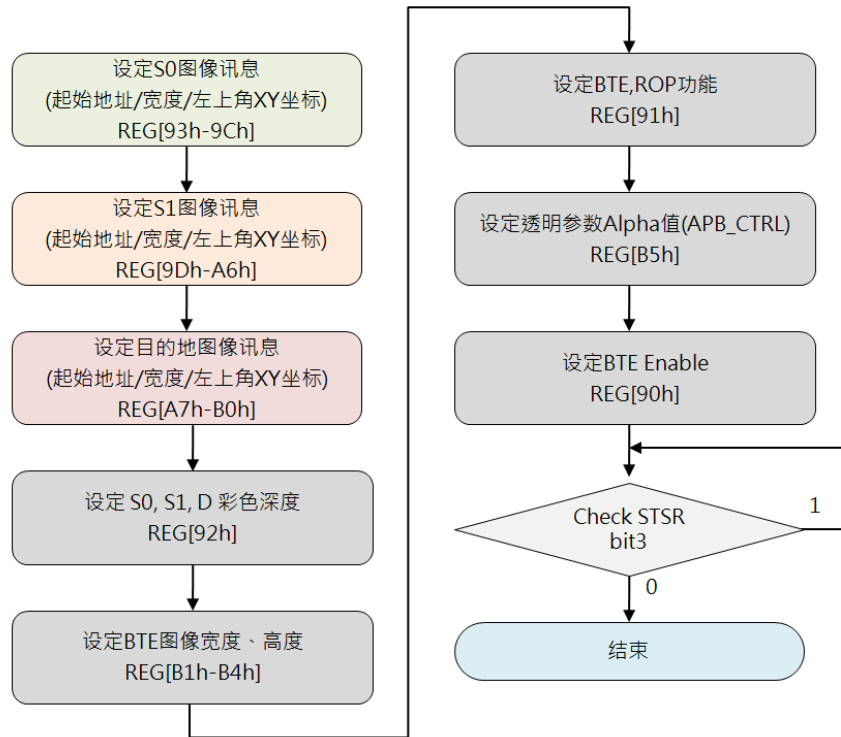 设定S0图像讯息
(起始地址/宽度/左上角XY坐标)
REG[93h-9Ch]
设定S1图像讯息
(起始地址/宽度/左上角XY坐标)
REG[9Dh-A6h]
设定目的地图像讯息
(起始地址/宽度/左上角XY坐标)
REG[A7h-B0h]
设定 S0, S1, D 彩色深度
REG[92h]
设定BTE图像宽度、高度
REG[B1h-B4h]
设定BTE,ROP功能
REG[91h]
设定透明参数Alpha值(APB_CTRL)
REG[B5h]
设定BTE Enable
REG[90h]
Check STSR
bit3
1
0
结束